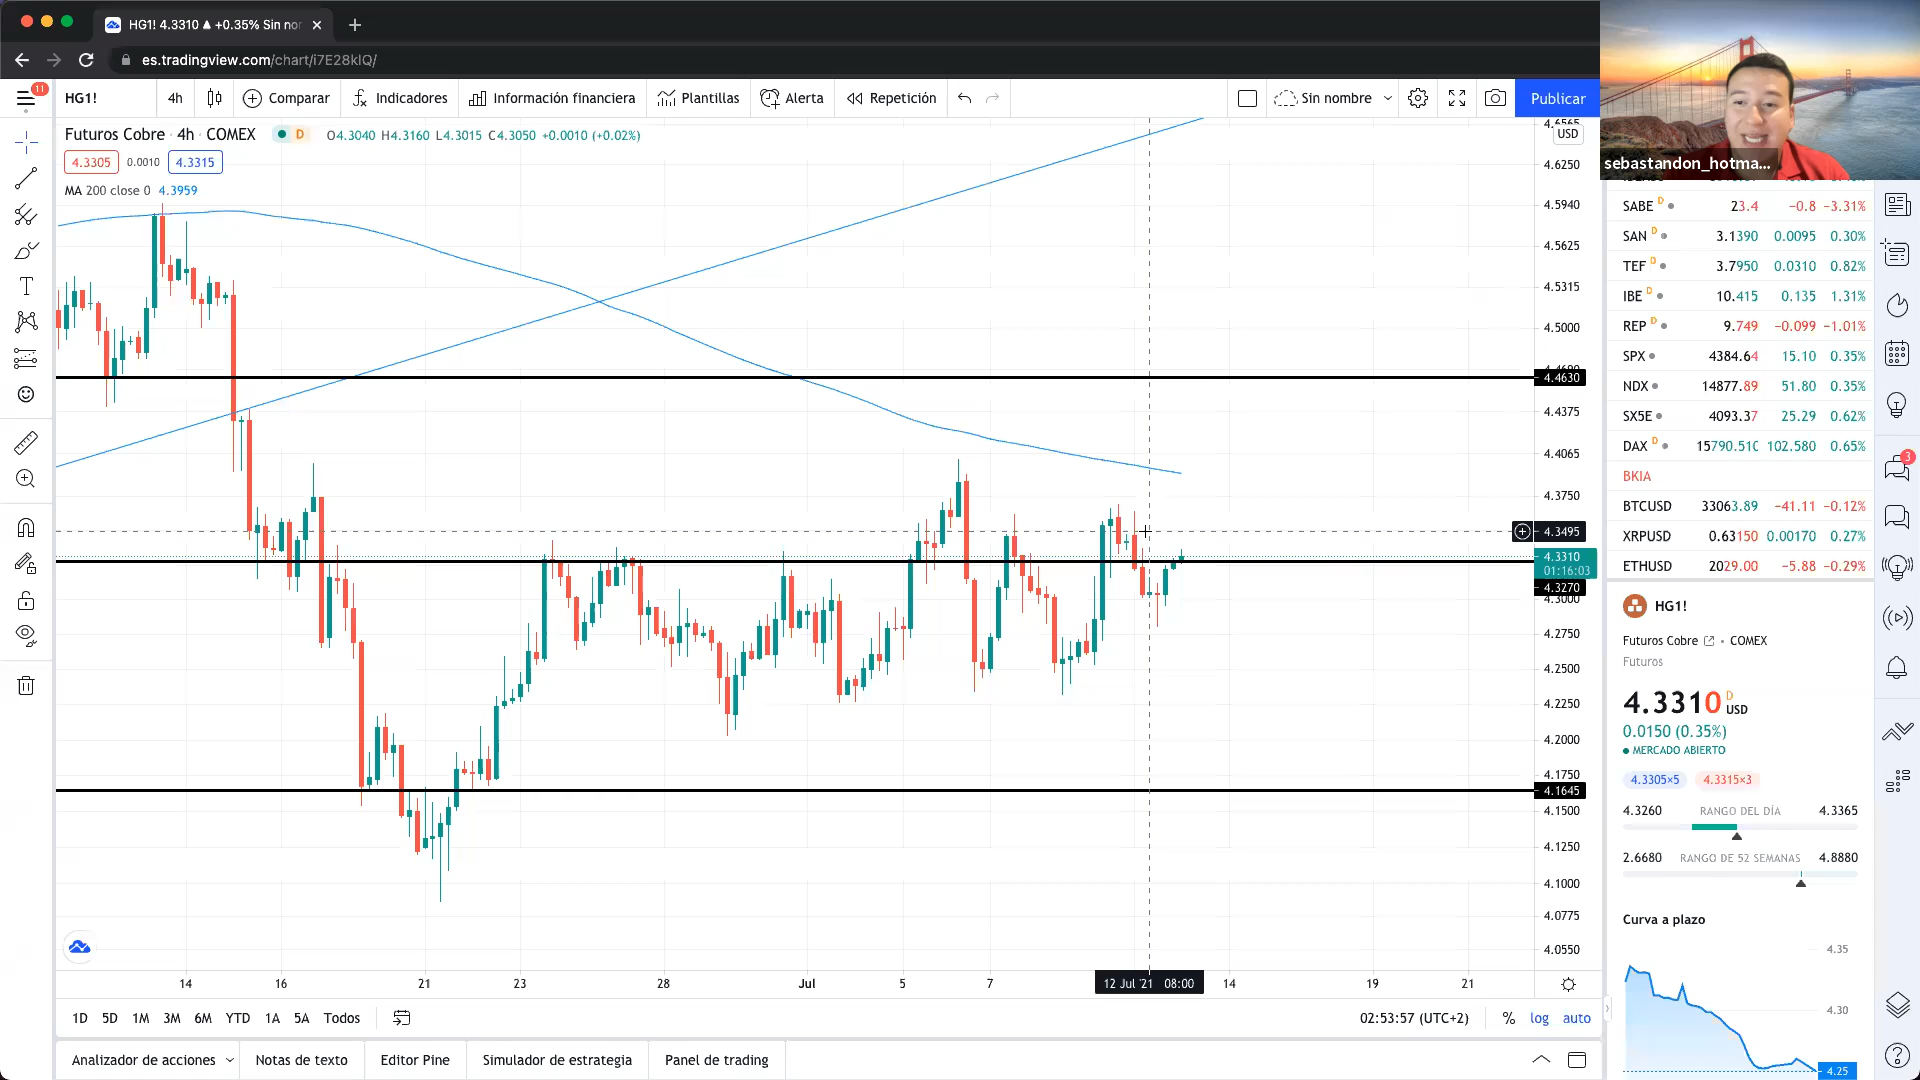 HG1! 4.3310 ▲ +0.35% Sin nor
es.tradingview.com/chart/i7E28kIQ/
sebastandon_hotma...
11
HG1! 4h Comparar Indicadores Información financiera Plantillas Alerta Repetición Sin nombre Publicar
Futuros Cobre · 4h · COMEX D O4.3040 H4.3160 L4.3015 C4.3050 +0.0010 (+0.02%)
4.3305 0.0010 4.3315
MA 200 close 0 4.3959
USD
4.6250
4.5940
4.5625
4.5315
4.5000
4.4630
4.4375
4.4065
4.3750
4.3495
4.3310
01:16:03
4.3270
4.3000
4.2750
4.2500
4.2250
4.2000
4.1750
4.1645
4.1500
4.1250
4.1000
4.0775
4.0550
14 16 21 23 28 Jul 5 7 12 Jul '21 08:00 14 19 21
1D 5D 1M 3M 6M YTD 1A 5A Todos 02:53:57 (UTC+2) % log auto
Analizador de acciones Notas de texto Editor Pine Simulador de estrategia Panel de trading
SABE D 23.4 −0.8 −3.31%
SAN D 3.1390 0.0095 0.30%
TEF D 3.7950 0.0310 0.82%
IBE D 10.415 0.135 1.31%
REP D 9.749 −0.099 −1.01%
SPX 4384.64 15.10 0.35%
NDX 14877.89 51.80 0.35%
SX5E 4093.37 25.29 0.62%
DAX D 15790.510 102.580 0.65%
BKIA
BTCUSD 33063.89 −41.11 −0.12%
XRPUSD 0.63150 0.00170 0.27%
ETHUSD 2029.00 −5.88 −0.29%
3
HG1!
Futuros Cobre • COMEX
Futuros
4.3310 D USD
0.0150 (0.35%)
MERCADO ABIERTO
4.3305×5 4.3315×3
4.3260 RANGO DEL DÍA 4.3365
2.6680 RANGO DE 52 SEMANAS 4.8880
Curva a plazo
4.35
4.30
4.25